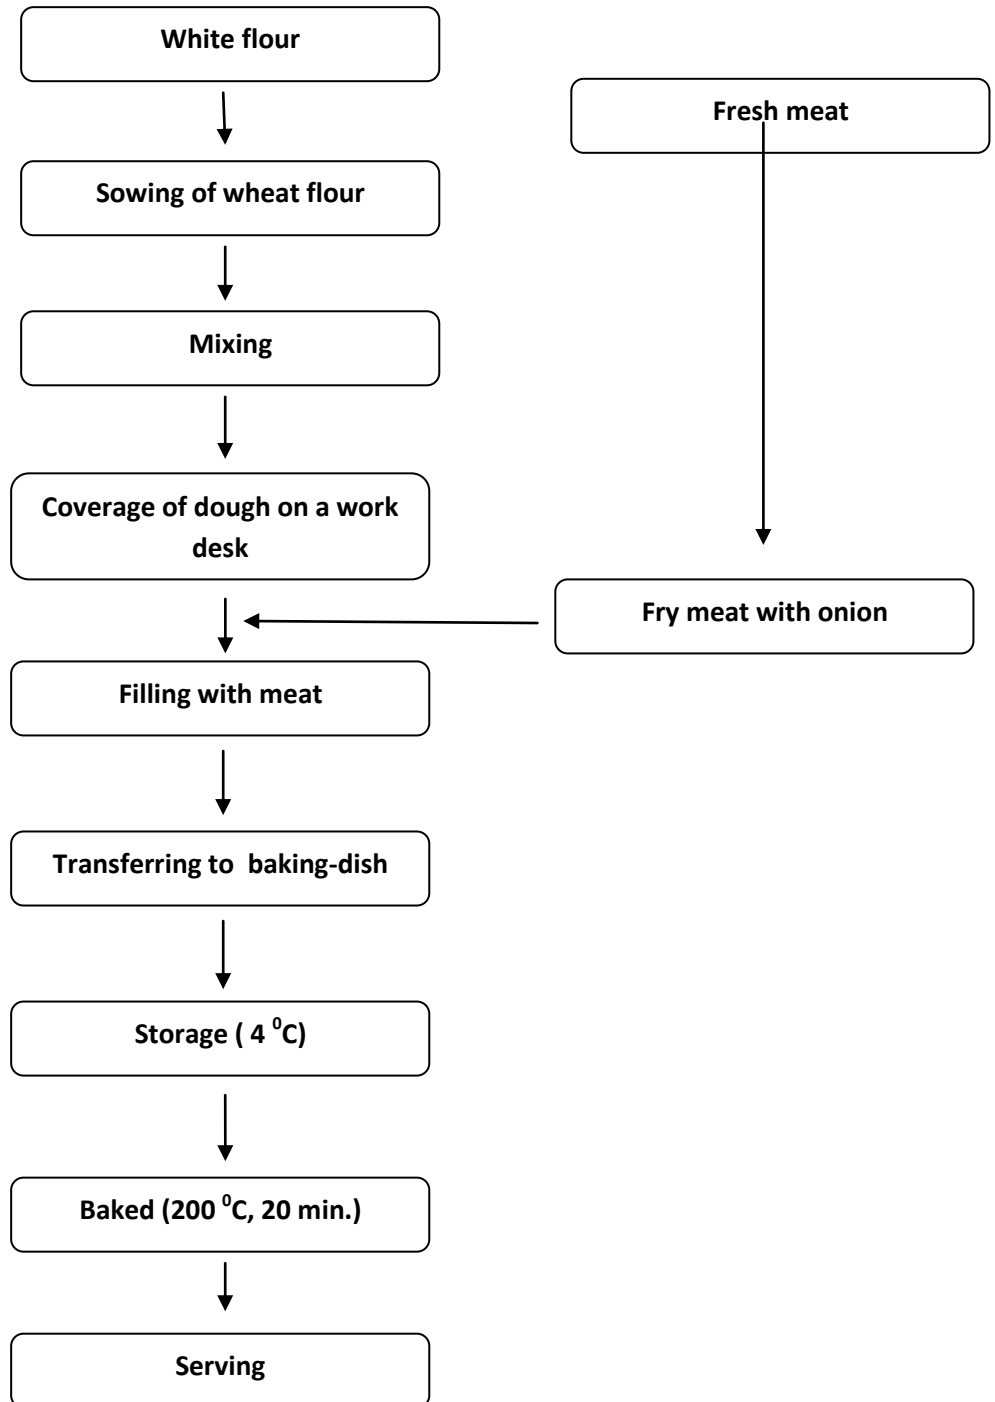 White flour
Fresh meat
Sowing of wheat flour
Mixing
Coverage of dough on a work
desk
Fry meat with onion
Filling with meat
Transferring to  baking-dish
Storage ( 4 ⁰C)
Baked (200 ⁰C, 20 min.)
Serving